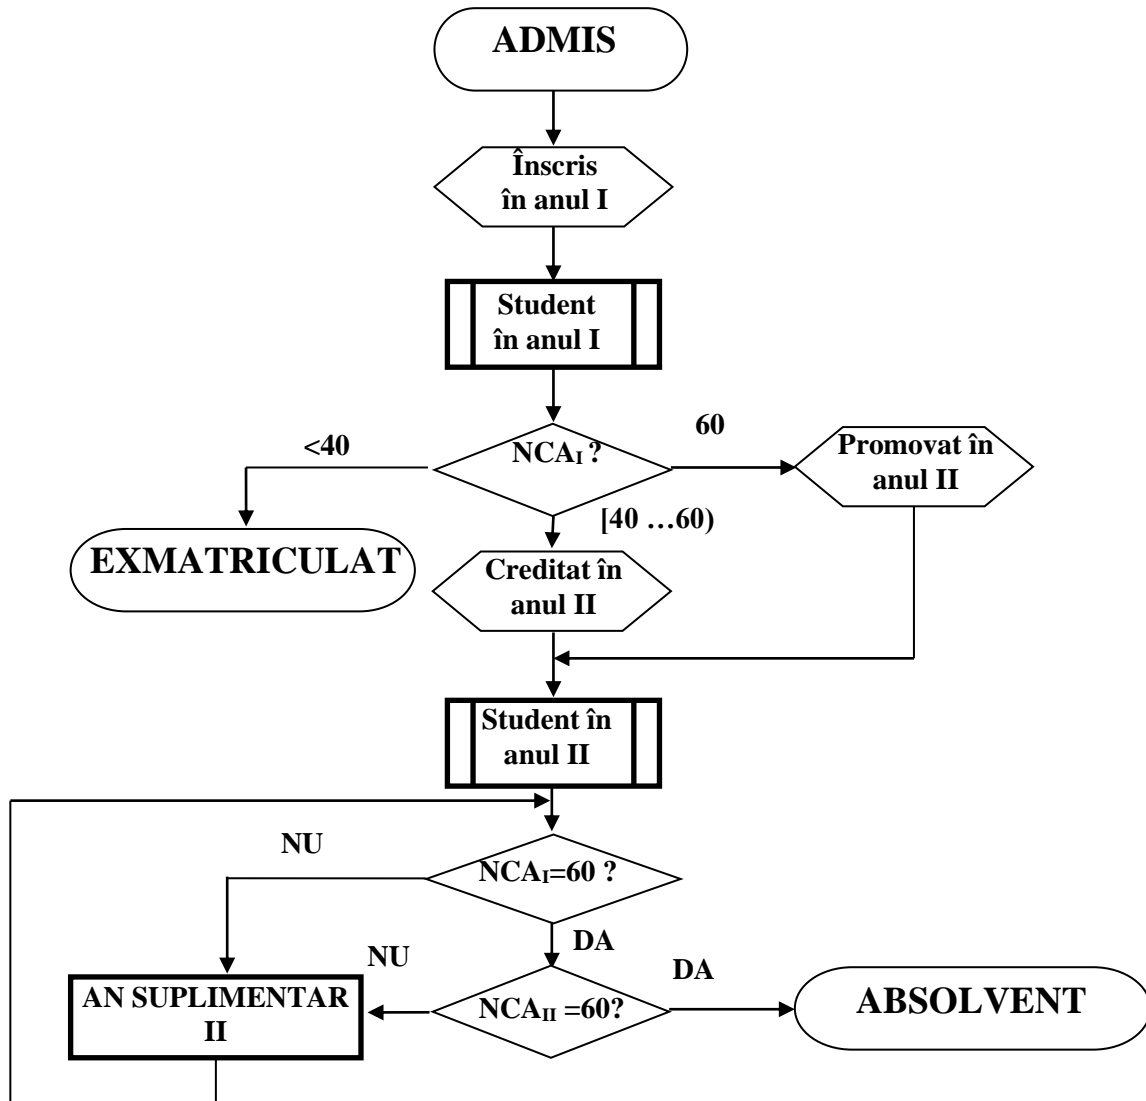 ADMIS
Înscris
în anul I
Student
în anul I
<40
NCAI ?
60
Promovat în
anul II
[40 …60)
EXMATRICULAT
Creditat în
anul II
Student în
anul II
NU
NCAI=60 ?
DA
NU
DA
AN SUPLIMENTAR
II
NCAII =60?
ABSOLVENT